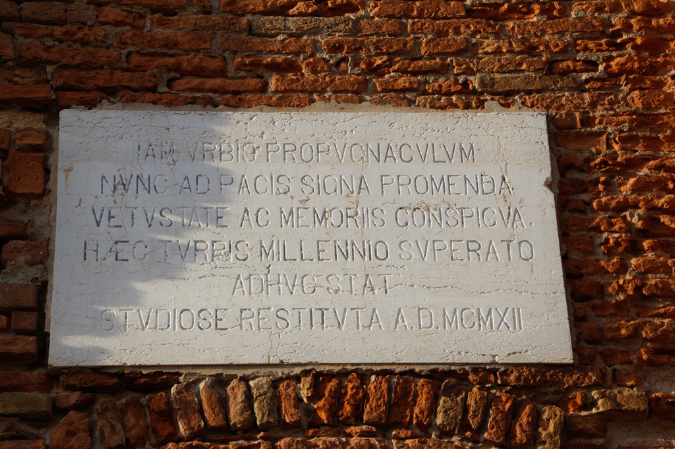 IAM VRBIS PROPVGNACVLVM
NVNC AD PACIS SIGNA PROMENDA
VETVSTATE AC MEMORIIS CONSPICVA
HÆC TVRRIS MILLENNIO SVPERATO
ADHVC STAT
STVDIOSE RESTITVTA A.D.MCMXII